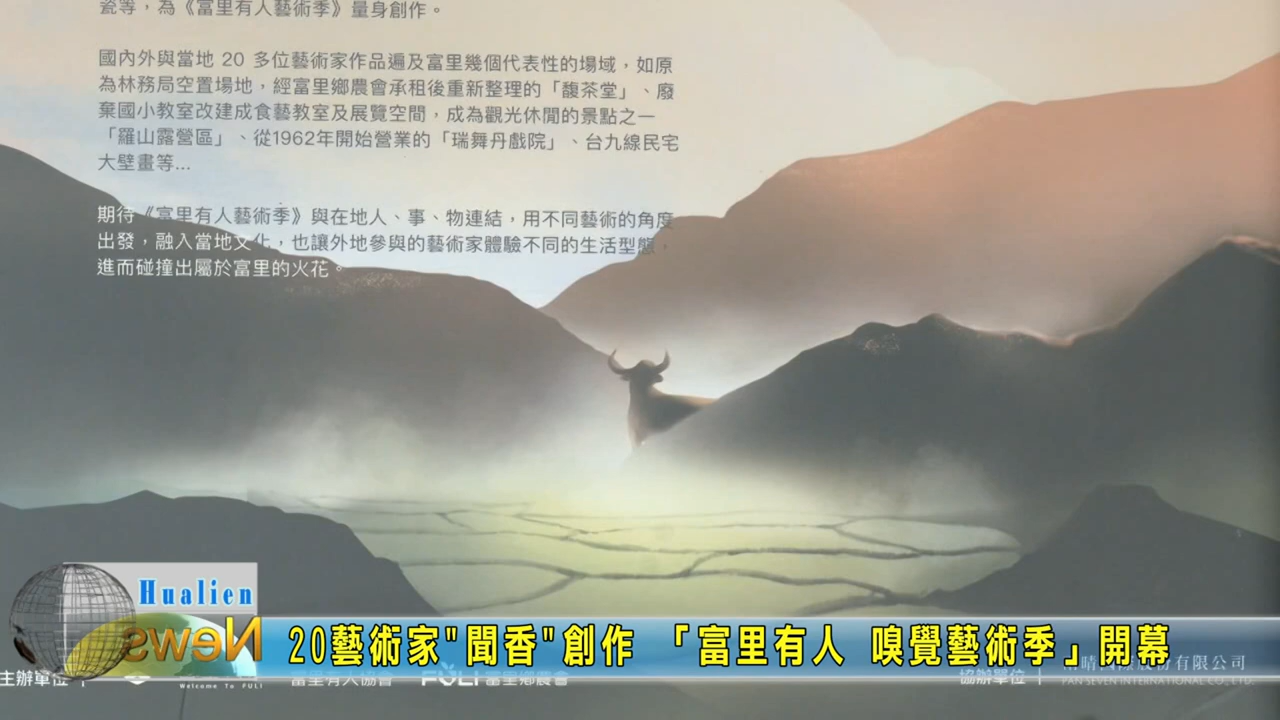 瓷等，為《富里有人藝術季》量身創作。
國內外與當地 20 多位藝術家作品遍及富里幾個代表性的場域，如原
為林務局空置場地，經富里鄉農會承租後重新整理的「馥茶堂」、廢
棄國小教室改建成食藝教室及展覽空間，成為觀光休閒的景點之一
「羅山露營區」、從1962年開始營業的「瑞舞丹戲院」、台九線民宅
大壁畫等...
期待《富里有人藝術季》與在地人、事、物連結，用不同藝術的角度
出發，融入當地文化，也讓外地參與的藝術家體驗不同的生活型態，
進而碰撞出屬於富里的火花。
Hualien
News
Welcome To FULI
20藝術家"聞香"創作 「富里有人 嗅覺藝術季」開幕
主辦單位
富里有人協會
FULI 富里鄉農會
協辦單位
股份有限公司
PAN SEVEN INTERNATIONAL CO., LTD.